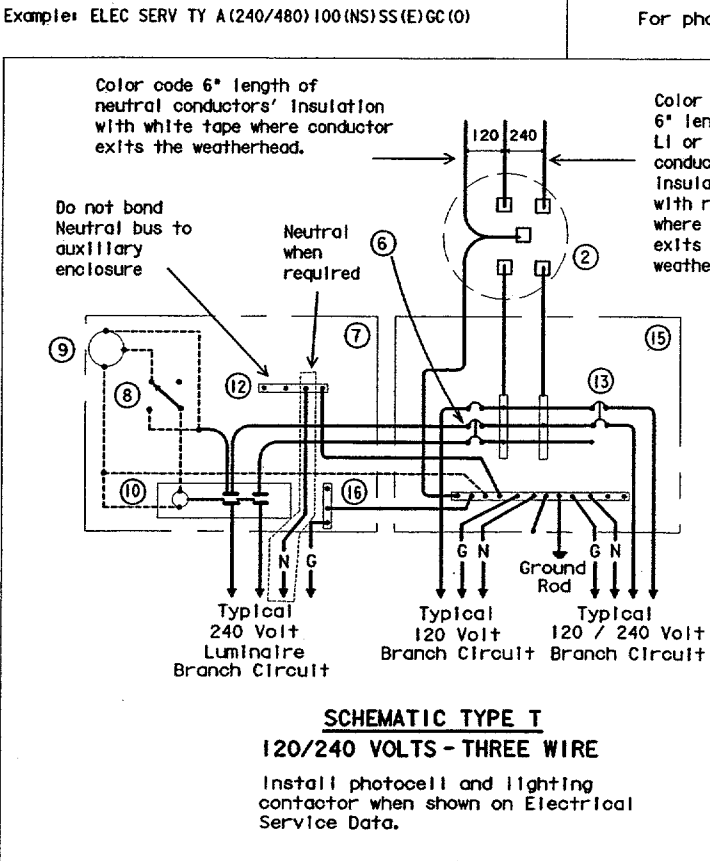 Example: ELEC SERV TY A(240/480)100(NS)SS(E)GC(O)
For pho
Color code 6" length of
neutral conductors' insulation
with white tape where conductor
exits the weatherhead.
Color
6" len
L1 or
conduc
insula
with r
where
exits
weathe
120 240
Do not bond
Neutral bus to
auxiliary
enclosure
Neutral
when
required
6
2
9
7
15
8
12
13
10
16
N
G
G N
G N
Ground
Rod
Typical
240 Volt
Luminaire
Branch Circuit
Typical
120 Volt
Branch Circuit
Typical
120 / 240 Volt
Branch Circuit
SCHEMATIC TYPE T
120/240 VOLTS - THREE WIRE
Install photocell and lighting
contactor when shown on Electrical
Service Data.